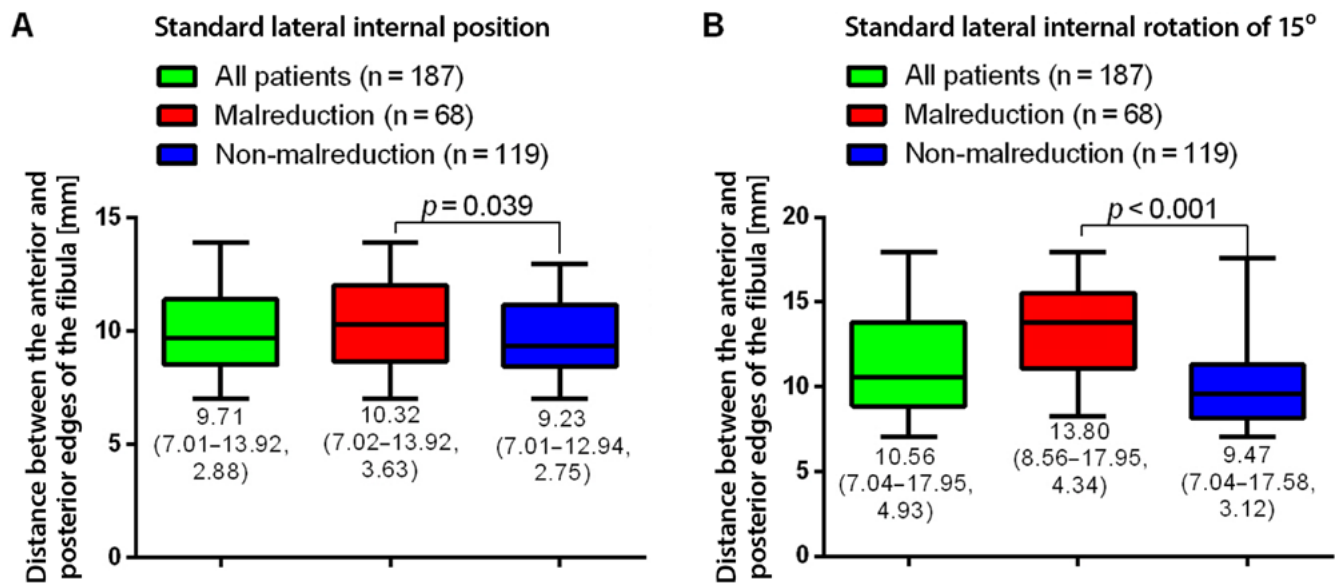 A
Standard lateral internal position
All patients (n = 187)
Malreduction (n = 68)
Non-malreduction (n = 119)
Distance between the anterior and
posterior edges of the fibula [mm]
15
10
5
0
p = 0.039
9.71
(7.01–13.92,
2.88)
10.32
(7.02–13.92,
3.63)
9.23
(7.01–12.94,
2.75)
B
Standard lateral internal rotation of 15°
All patients (n = 187)
Malreduction (n = 68)
Non-malreduction (n = 119)
Distance between the anterior and
posterior edges of the fibula [mm]
20
15
10
5
0
p < 0.001
10.56
(7.04–17.95,
4.93)
13.80
(8.56–17.95,
4.34)
9.47
(7.04–17.58,
3.12)